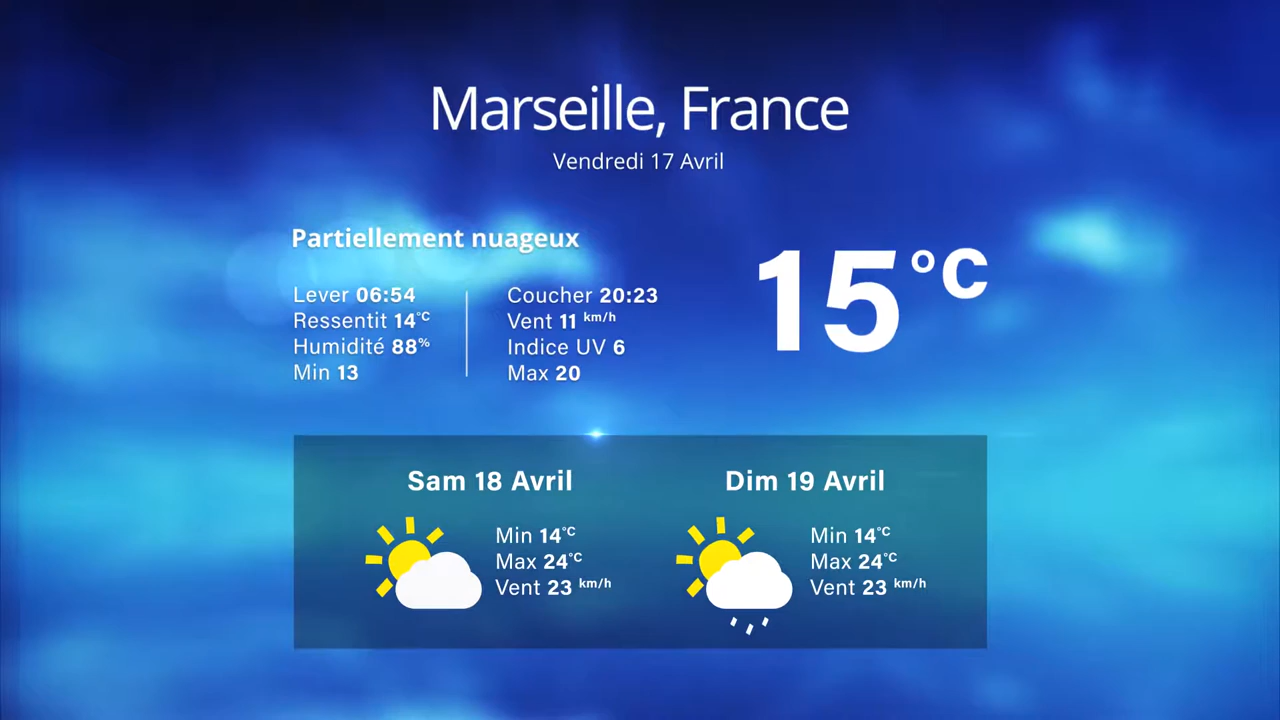 Marseille, France
Vendredi 17 Avril
Partiellement nuageux
15°C
Lever 06:54
Ressentit 14°C
Humidité 88%
Min 13
Coucher 20:23
Vent 11 km/h
Indice UV 6
Max 20
Sam 18 Avril
Min 14°C
Max 24°C
Vent 23 km/h
Dim 19 Avril
Min 14°C
Max 24°C
Vent 23 km/h